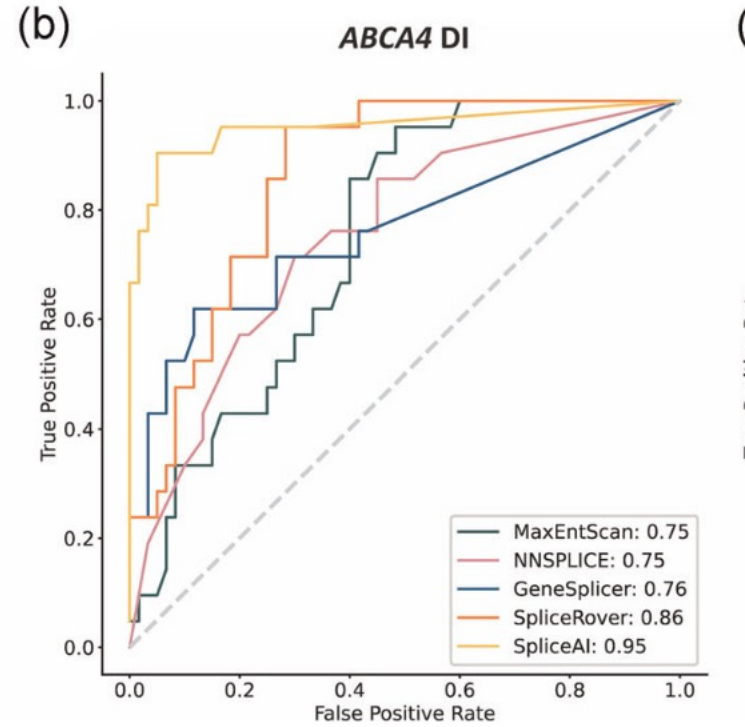 (b)
ABCA4 DI
(
1.0
0.8
0.6
0.4
0.2
0.0
True Positive Rate
MaxEntScan: 0.75
NNSPLICE: 0.75
GeneSplicer: 0.76
SpliceRover: 0.86
SpliceAI: 0.95
0.0 0.2 0.4 0.6 0.8 1.0
False Positive Rate